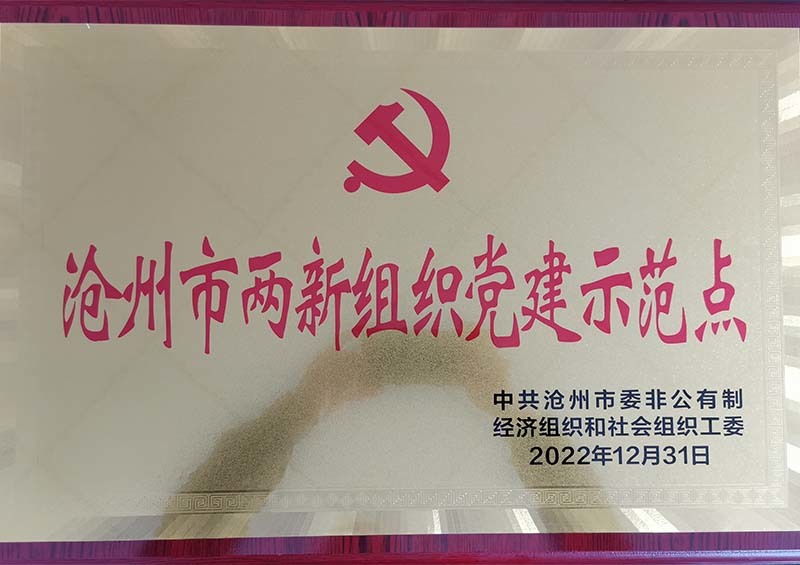 沧州市两新组织党建示范点
中共沧州市委非公有制
经济组织和社会组织工委
2022年12月31日